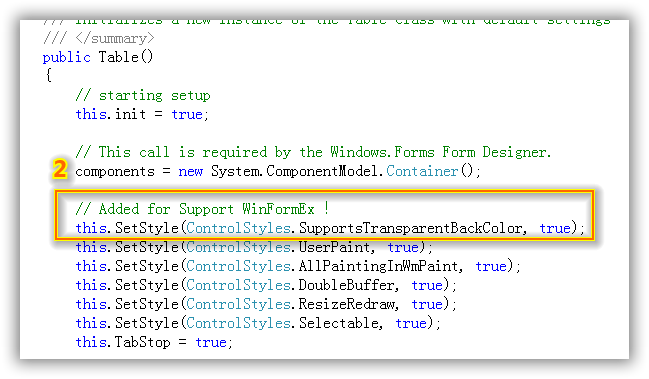 /// Initializes a new instance of the Table class with default settings
/// </summary>
public Table()
{
// starting setup
this.init = true;
// This call is required by the Windows.Forms Form Designer.
2
components = new System.ComponentModel.Container();
// Added for Support WinFormEx !
this.SetStyle(ControlStyles.SupportsTransparentBackColor, true);
this.SetStyle(ControlStyles.UserPaint, true);
this.SetStyle(ControlStyles.AllPaintingInWmPaint, true);
this.SetStyle(ControlStyles.DoubleBuffer, true);
this.SetStyle(ControlStyles.ResizeRedraw, true);
this.SetStyle(ControlStyles.Selectable, true);
this.TabStop = true;